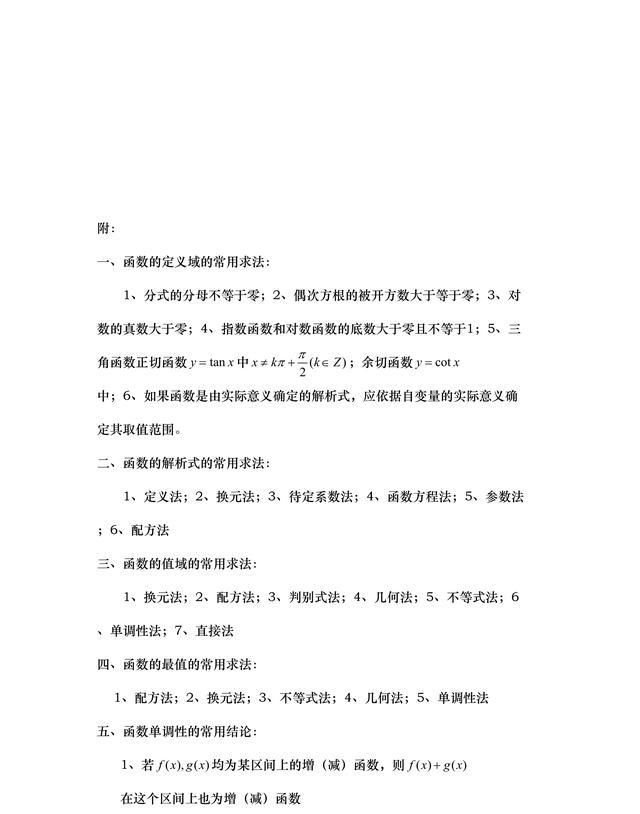 附：
一、函数的定义域的常用求法：
1、分式的分母不等于零；2、偶次方根的被开方数大于等于零；3、对
数的真数大于零；4、指数函数和对数函数的底数大于零且不等于1；5、三
角函数正切函数 y = tan x 中 x ≠ kπ + π/2 (k ∈ Z)；余切函数 y = cot x
中；6、如果函数是由实际意义确定的解析式，应依据自变量的实际意义确
定其取值范围。
二、函数的解析式的常用求法：
1、定义法；2、换元法；3、待定系数法；4、函数方程法；5、参数法
；6、配方法
三、函数的值域的常用求法：
1、换元法；2、配方法；3、判别式法；4、几何法；5、不等式法；6
、单调性法；7、直接法
四、函数的最值的常用求法：
1、配方法；2、换元法；3、不等式法；4、几何法；5、单调性法
五、函数单调性的常用结论：
1、若 f(x), g(x) 均为某区间上的增（减）函数，则 f(x) + g(x)
在这个区间上也为增（减）函数